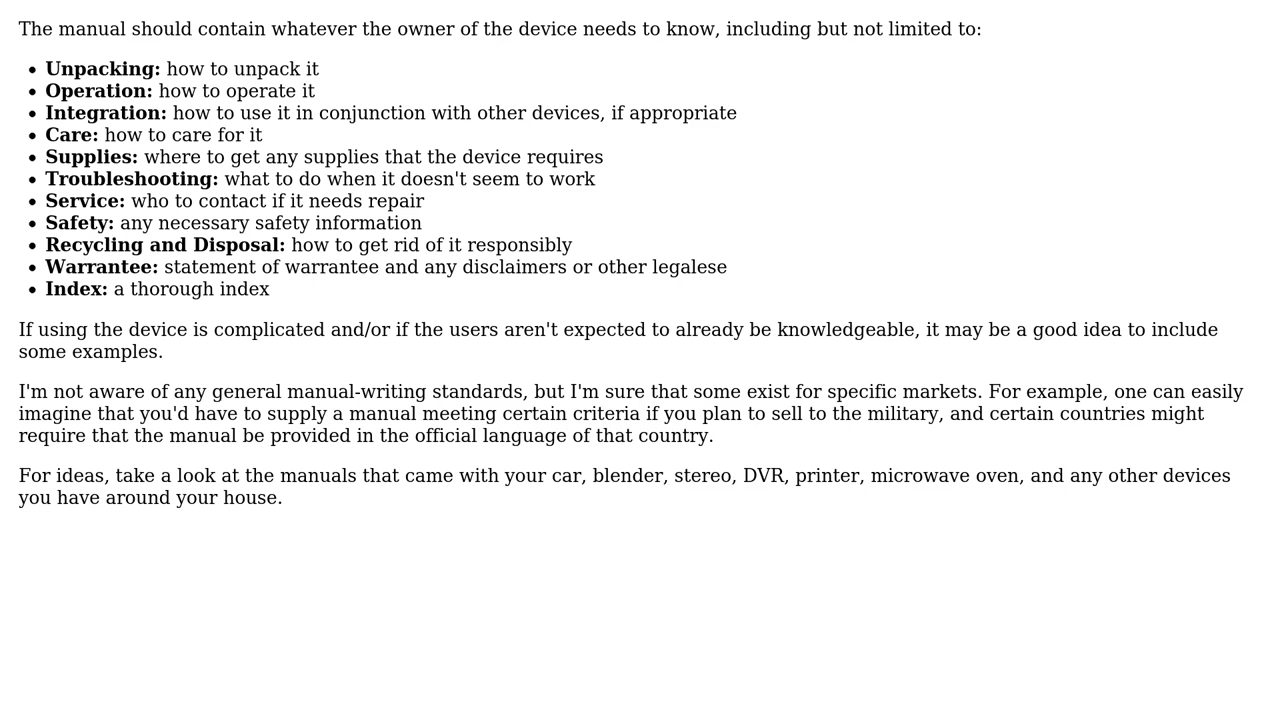 The manual should contain whatever the owner of the device needs to know, including but not limited to:
• Unpacking: how to unpack it
• Operation: how to operate it
• Integration: how to use it in conjunction with other devices, if appropriate
• Care: how to care for it
• Supplies: where to get any supplies that the device requires
• Troubleshooting: what to do when it doesn't seem to work
• Service: who to contact if it needs repair
• Safety: any necessary safety information
• Recycling and Disposal: how to get rid of it responsibly
• Warrantee: statement of warrantee and any disclaimers or other legalese
• Index: a thorough index
If using the device is complicated and/or if the users aren't expected to already be knowledgeable, it may be a good idea to include
some examples.
I'm not aware of any general manual-writing standards, but I'm sure that some exist for specific markets. For example, one can easily
imagine that you'd have to supply a manual meeting certain criteria if you plan to sell to the military, and certain countries might
require that the manual be provided in the official language of that country.
For ideas, take a look at the manuals that came with your car, blender, stereo, DVR, printer, microwave oven, and any other devices
you have around your house.